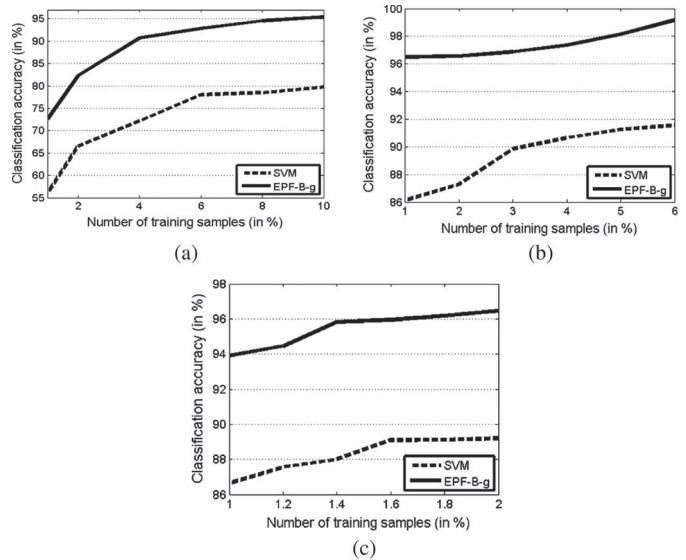 Classification accuracy (in %)
95
90
85
80
75
70
65
60
55
2
4
6
8
10
Number of training samples (in %)
SVM
EPF-B-g
(a)
Classification accuracy (in %)
100
98
96
94
92
90
88
86
1
2
3
4
5
6
Number of training samples (in %)
SVM
EPF-B-g
(b)
Classification accuracy (in %)
98
96
94
92
90
88
86
1
1.2
1.4
1.6
1.8
2
Number of training samples (in %)
SVM
EPF-B-g
(c)